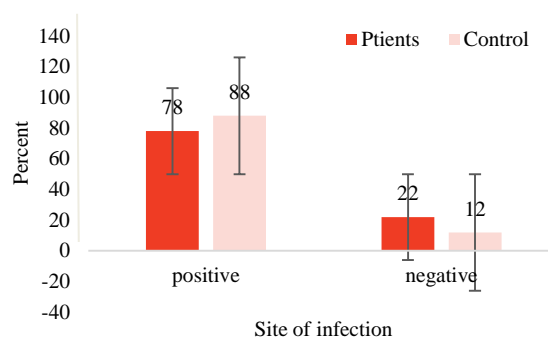 140
120
100
80
60
40
20
0
-20
-40
Percent
Ptients
Control
78
88
22
12
positive
negative
Site of infection